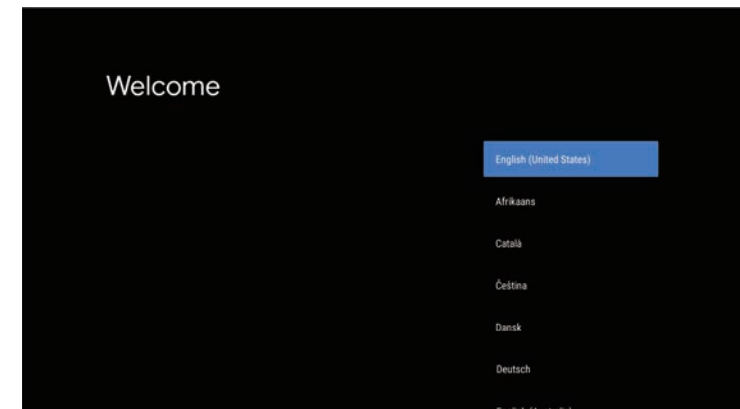 Welcome
English (United States)
Afrikaans
Català
Čeština
Dansk
Deutsch